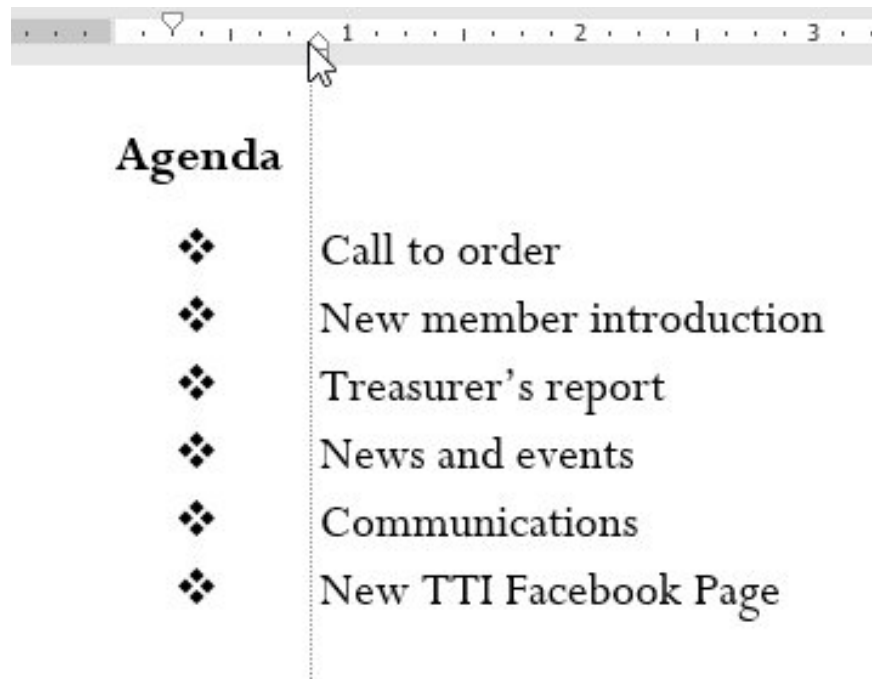 1 2 3
Agenda
❖ Call to order
❖ New member introduction
❖ Treasurer’s report
❖ News and events
❖ Communications
❖ New TTI Facebook Page